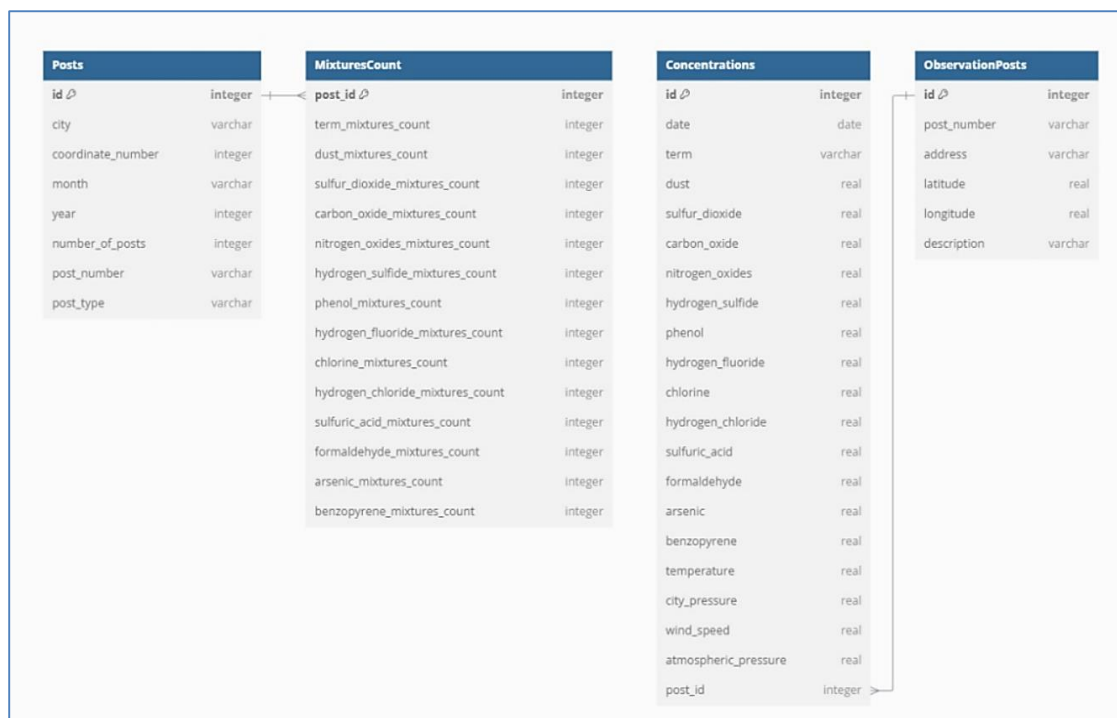 Posts
id integer
city varchar
coordinate_number integer
month varchar
year integer
number_of_posts integer
post_number varchar
post_type varchar
MixturesCount
post_id integer
term_mixtures_count integer
dust_mixtures_count integer
sulfur_dioxide_mixtures_count integer
carbon_oxide_mixtures_count integer
nitrogen_oxides_mixtures_count integer
hydrogen_sulfide_mixtures_count integer
phenol_mixtures_count integer
hydrogen_fluoride_mixtures_count integer
chlorine_mixtures_count integer
hydrogen_chloride_mixtures_count integer
sulfuric_acid_mixtures_count integer
formaldehyde_mixtures_count integer
arsenic_mixtures_count integer
benzopyrene_mixtures_count integer
Concentrations
id integer
date date
term varchar
dust real
sulfur_dioxide real
carbon_oxide real
nitrogen_oxides real
hydrogen_sulfide real
phenol real
hydrogen_fluoride real
chlorine real
hydrogen_chloride real
sulfuric_acid real
formaldehyde real
arsenic real
benzopyrene real
temperature real
city_pressure real
wind_speed real
atmospheric_pressure real
post_id integer
ObservationPosts
id integer
post_number varchar
address varchar
latitude real
longitude real
description varchar